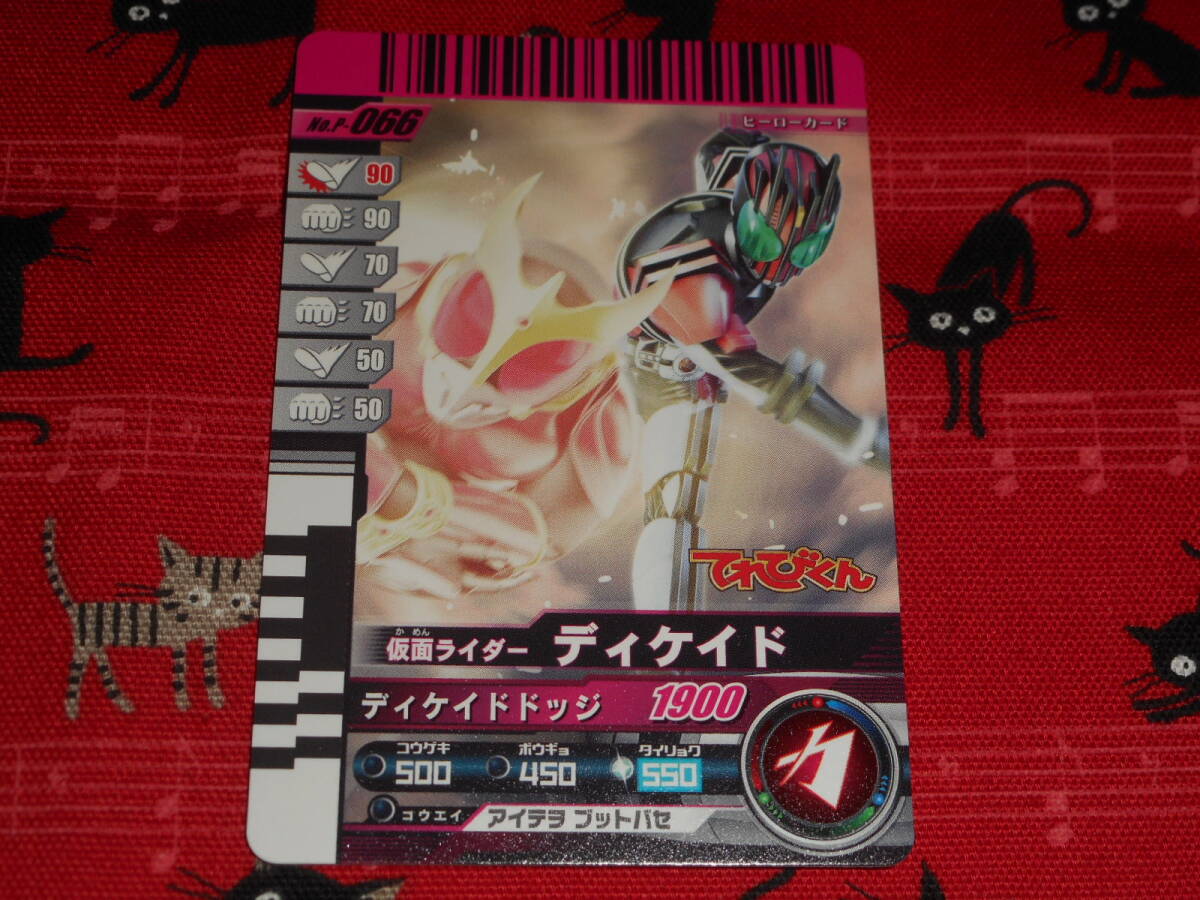 No.P-066
ヒーローカード
90
90
70
70
50
50
てれびくん
かめん
仮面ライダー ディケイド
ディケイドドッジ 1900
コウゲキ 500
ボウギョ 450
タイリョク 550
コウエイ アイテヲ ブットバセ